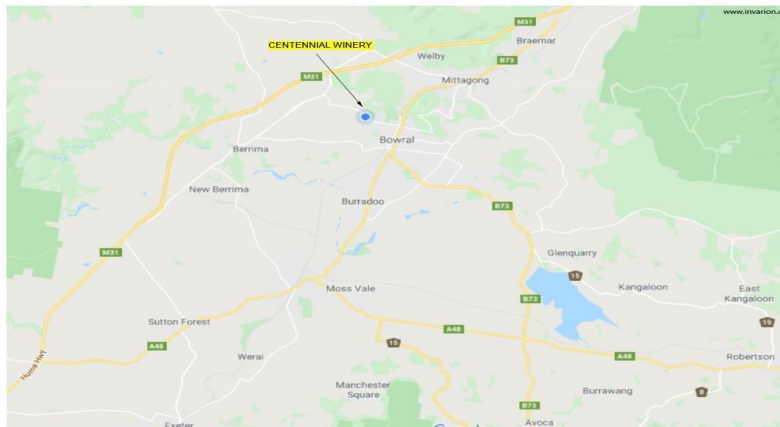 www.invarion.c
M31
Braemar
CENTENNIAL WINERY
Welby
B73
M31
Mittagong
Bowral
Berrima
New Berrima
Burradoo
B73
M31
Glenquarry
15
Kangaloon
East
Kangaloon
Moss Vale
B73
Sutton Forest
15
A48
A48
15
Werai
A48
Robertson
Hume Hwy
Manchester
Square
Burrawang
8
B73
Exeter
Avoca